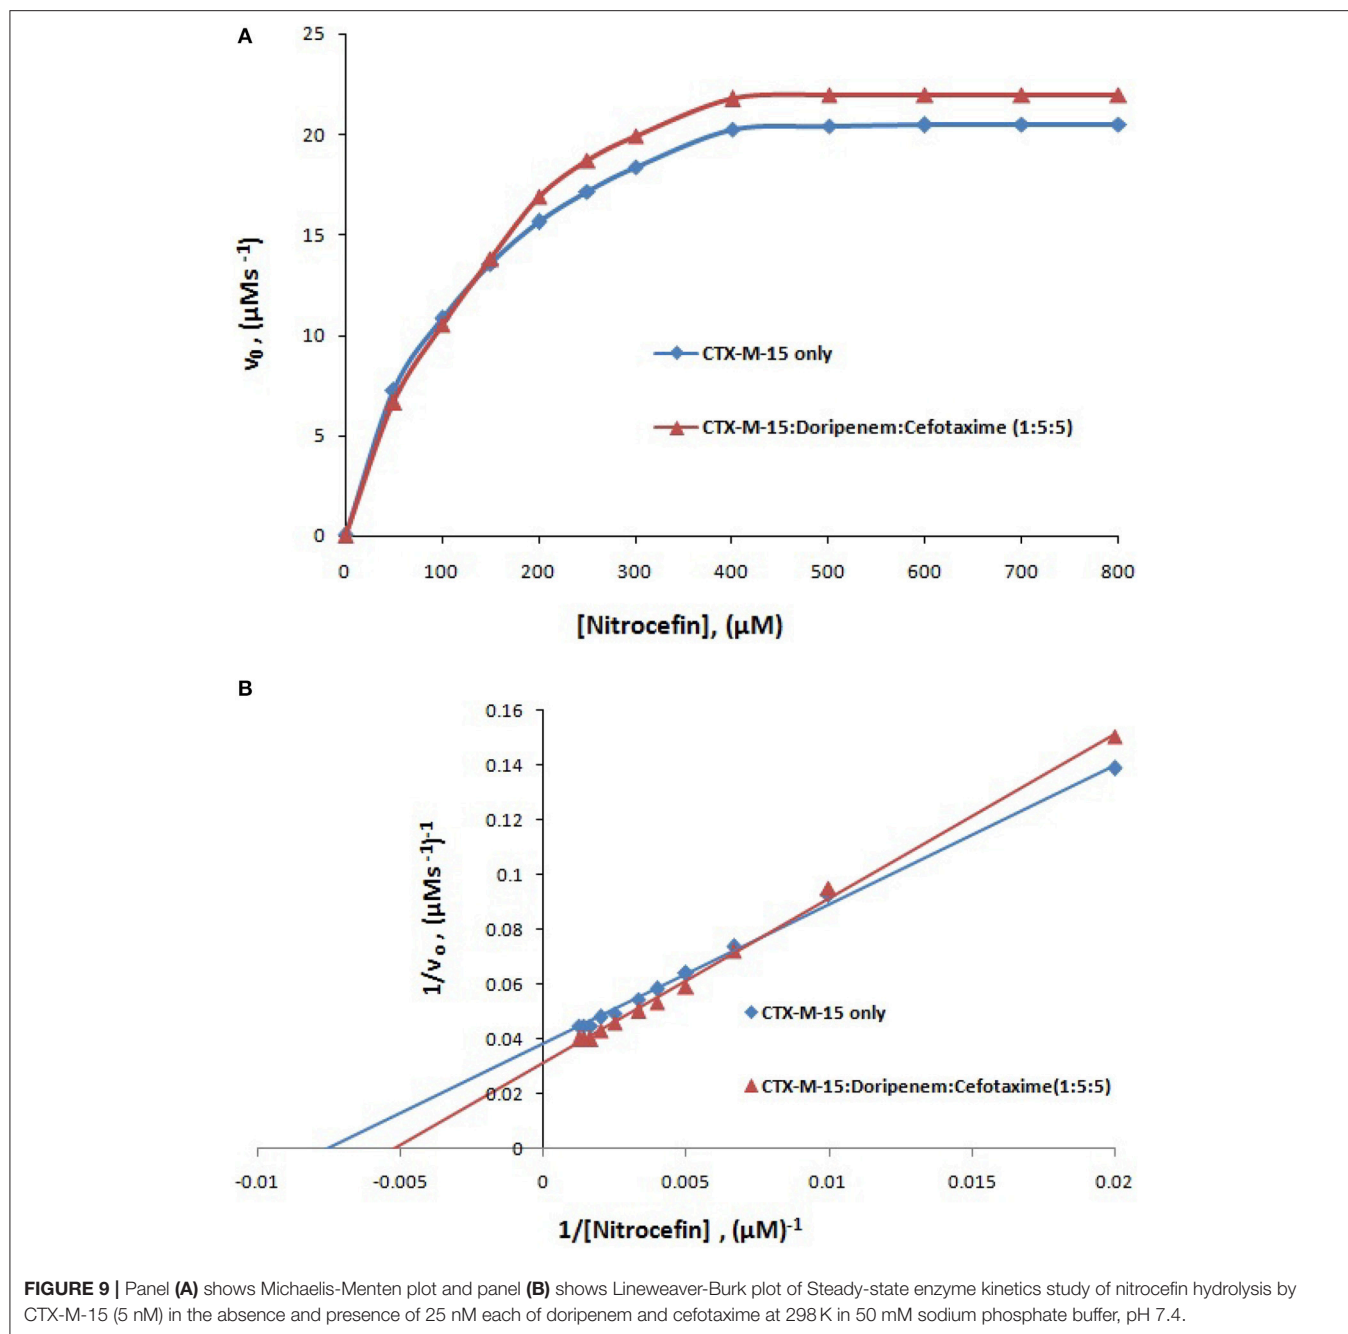 A
25
20
15
10
5
0
v₀ , (µMs ⁻¹)
CTX-M-15 only
CTX-M-15:Doripenem:Cefotaxime (1:5:5)
0 100 200 300 400 500 600 700 800
[Nitrocefin], (µM)
B
0.16
0.14
0.12
0.1
0.08
0.06
0.04
0.02
0
1/v ₒ , (µMs ⁻¹)⁻¹
CTX-M-15 only
CTX-M-15:Doripenem:Cefotaxime(1:5:5)
-0.01 -0.005 0 0.005 0.01 0.015 0.02
1/[Nitrocefin] , (µM)⁻¹
FIGURE 9 | Panel (A) shows Michaelis-Menten plot and panel (B) shows Lineweaver-Burk plot of Steady-state enzyme kinetics study of nitrocefin hydrolysis by
CTX-M-15 (5 nM) in the absence and presence of 25 nM each of doripenem and cefotaxime at 298 K in 50 mM sodium phosphate buffer, pH 7.4.